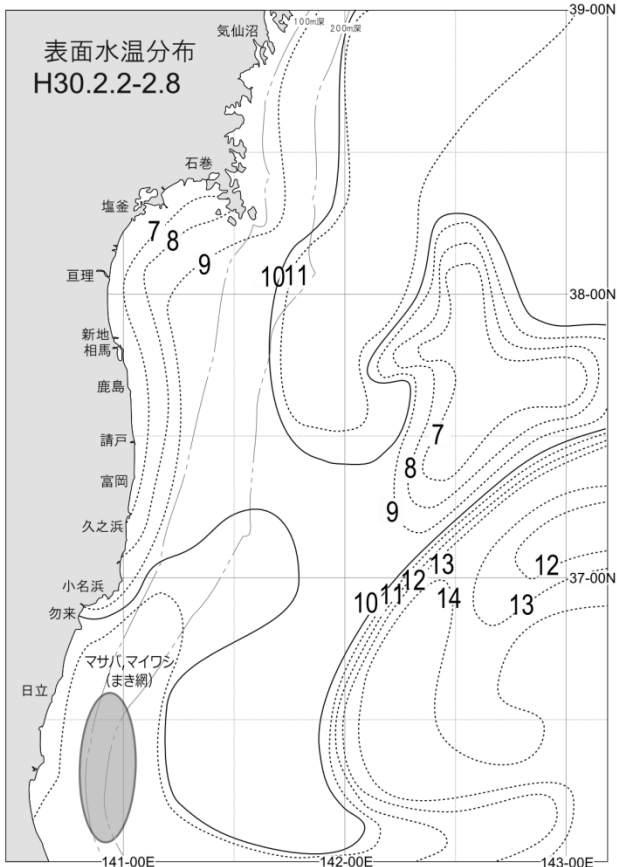 39-00N
100m深
200m深
気仙沼
表面水温分布
H30.2.2-2.8
石巻
塩釜
7
8
9
亘理
10
11
38-00N
新地
相馬
鹿島
請戸
7
富岡
8
9
久之浜
小名浜
37-00N
勿来
10
11
12
13
14
12
13
マサバ,マイワシ
(まき網)
日立
141-00E
142-00E
143-00E